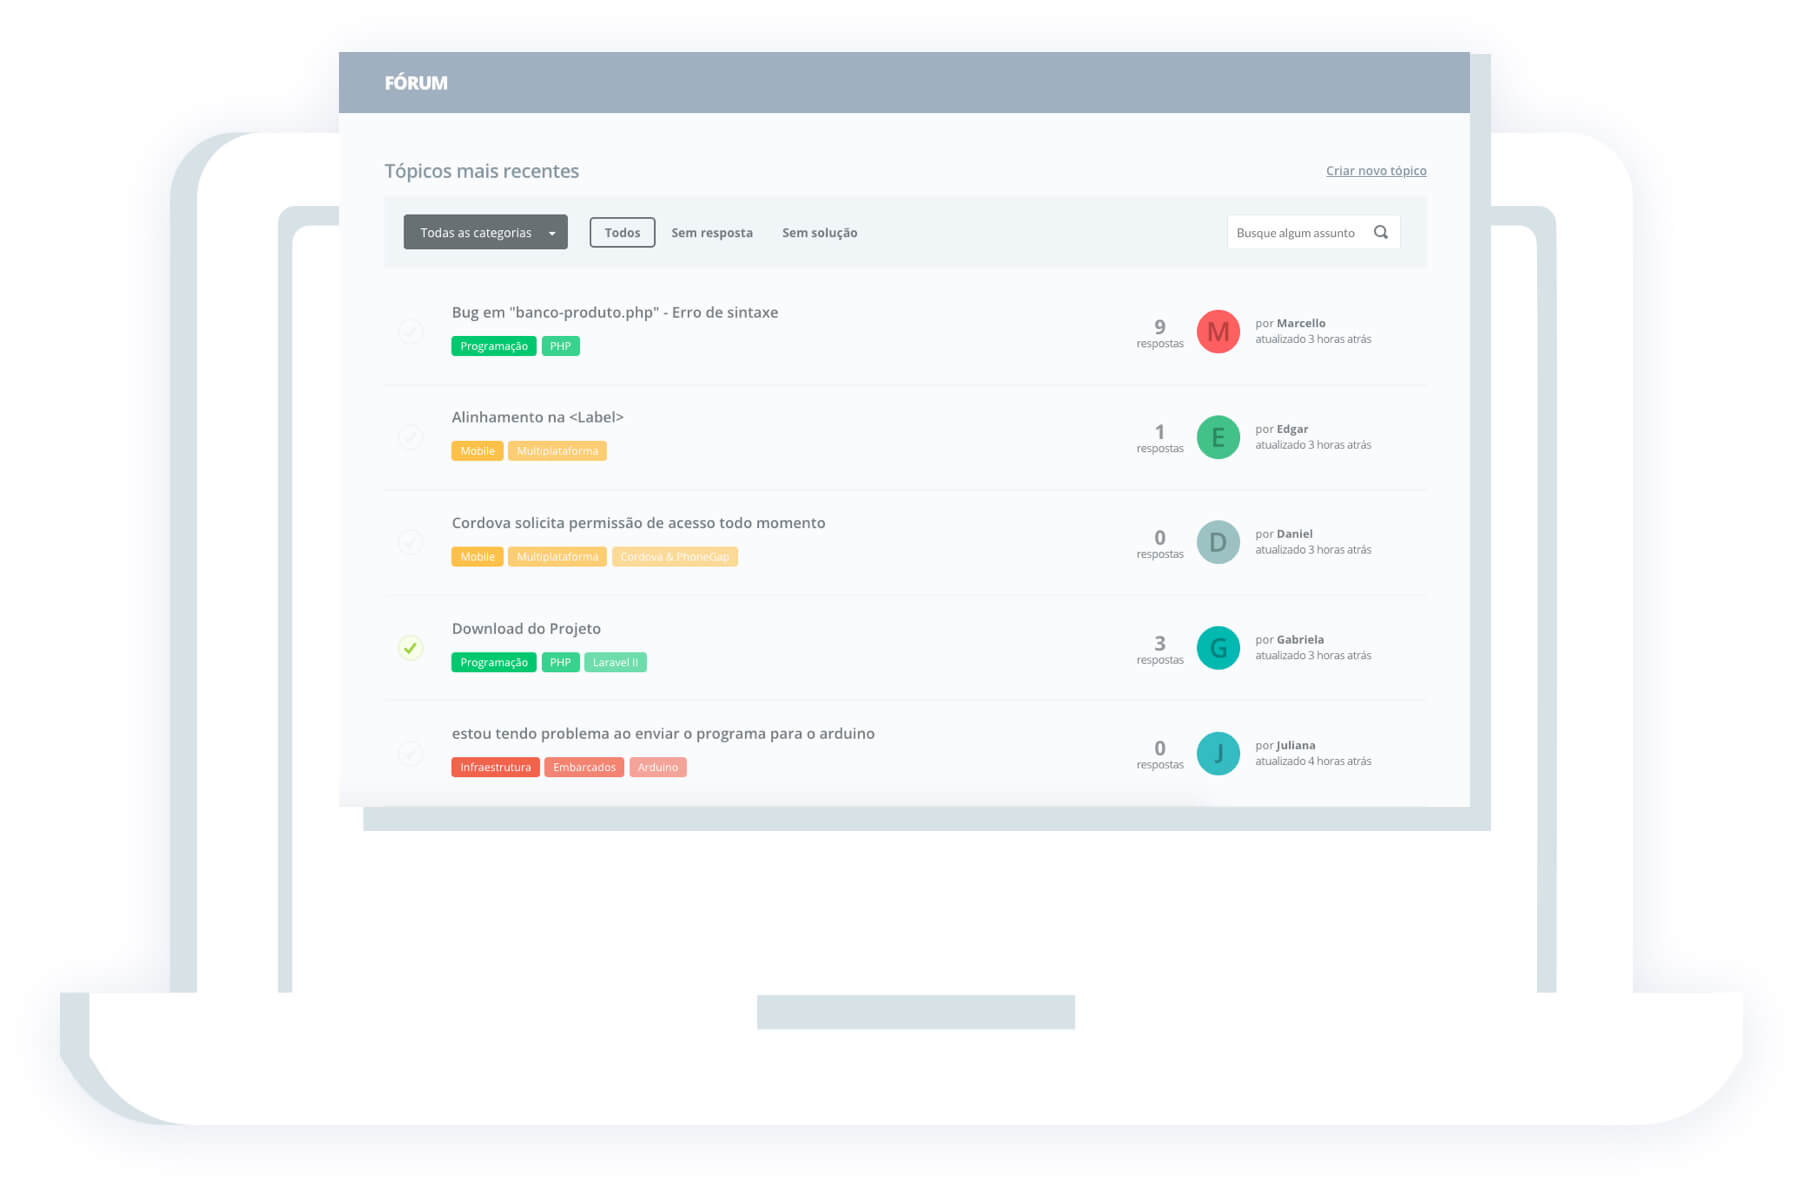 FÓRUM
Tópicos mais recentes
Criar novo tópico
Todas as categorias
Todos
Sem resposta
Sem solução
Busque algum assunto
Bug em "banco-produto.php" - Erro de sintaxe
Programação
PHP
9
respostas
M
por Marcello
atualizado 3 horas atrás
Alinhamento na <Label>
Mobile
Multiplataforma
1
respostas
E
por Edgar
atualizado 3 horas atrás
Cordova solicita permissão de acesso todo momento
Mobile
Multiplataforma
Cordova & PhoneGap
0
respostas
D
por Daniel
atualizado 3 horas atrás
Download do Projeto
Programação
PHP
Laravel II
3
respostas
G
por Gabriela
atualizado 3 horas atrás
estou tendo problema ao enviar o programa para o arduino
Infraestrutura
Embarcados
Arduino
0
respostas
J
por Juliana
atualizado 4 horas atrás